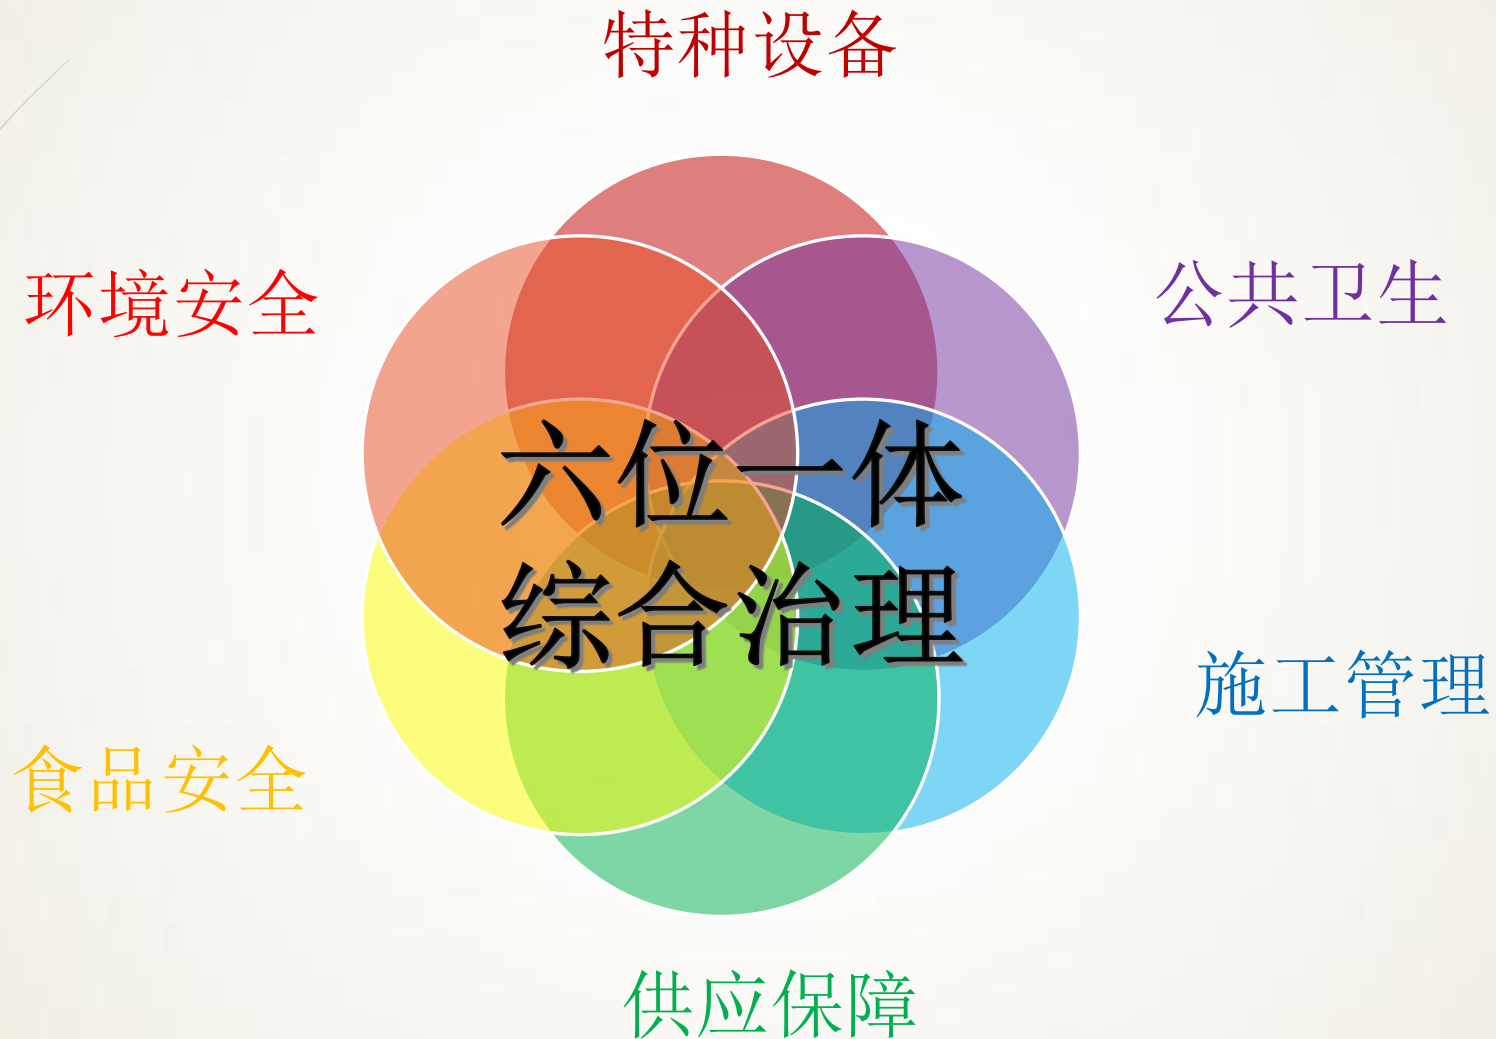 特种设备
环境安全
公共卫生
六位一体
综合治理
施工管理
食品安全
供应保障